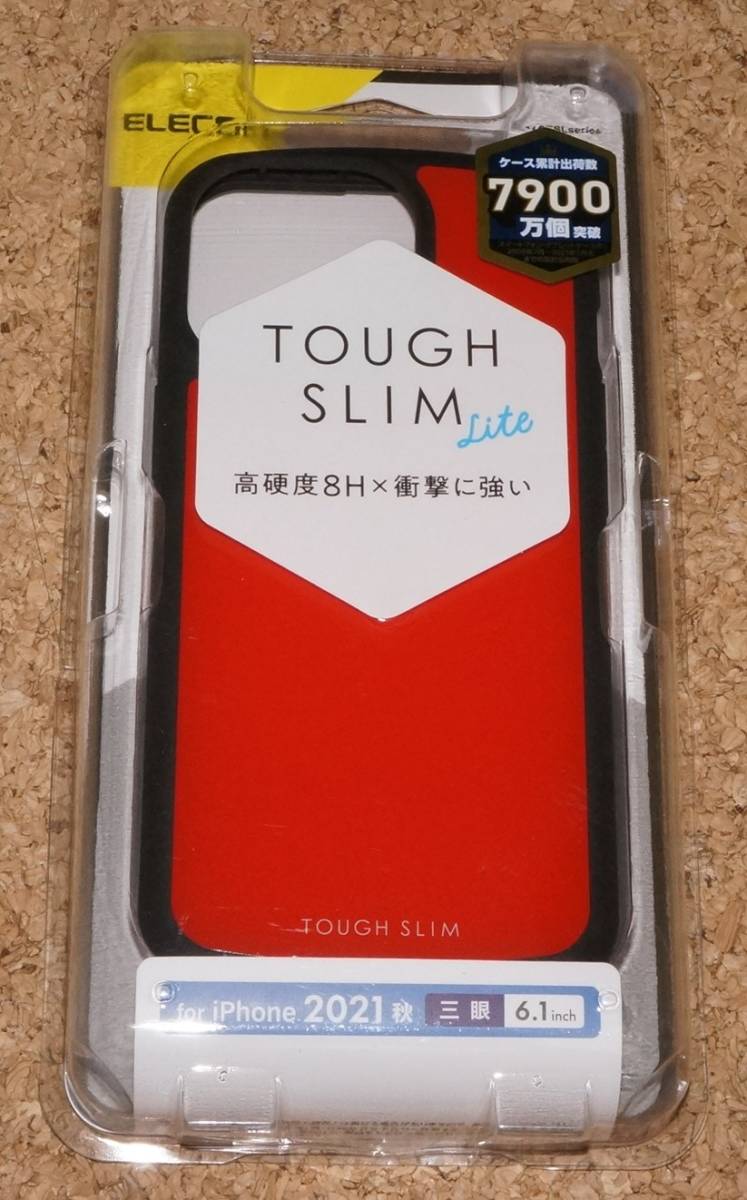 ELECOM
ケース累計出荷数
7900
万個 突破
TOUGH
SLIM Lite
高硬度8H×衝撃に強い
TOUGH SLIM
for iPhone 2021 秋 三眼 6.1inch